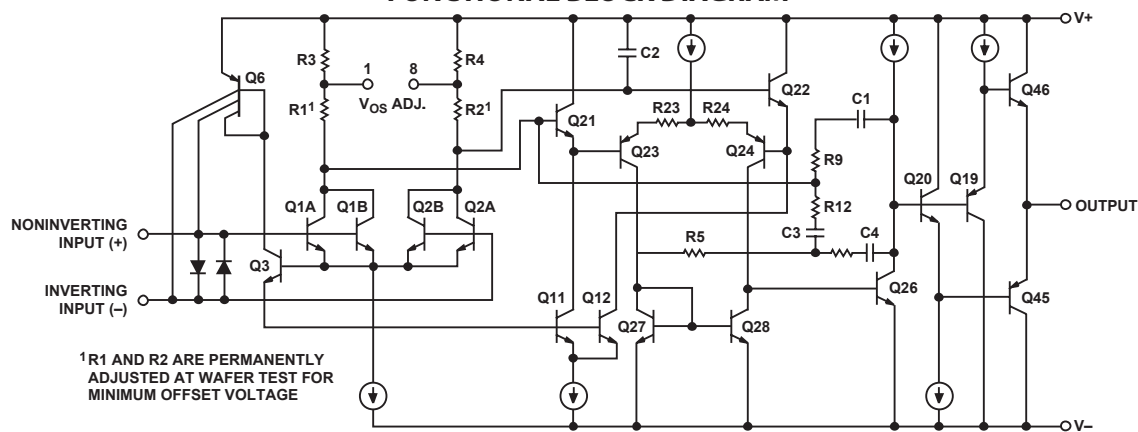 FUNCTIONAL BLOCK DIAGRAM
V+
R3
1
8
R4
C2
Q6
VOS ADJ.
R1¹
R2¹
Q22
Q46
Q21
R23
R24
C1
Q23
Q24
R9
Q20
Q19
Q1A
Q1B
Q2B
Q2A
R12
OUTPUT
NONINVERTING
INPUT (+)
C3
C4
R5
Q3
INVERTING
INPUT (–)
Q11
Q12
Q26
Q45
Q27
Q28
¹R1 AND R2 ARE PERMANENTLY
ADJUSTED AT WAFER TEST FOR
MINIMUM OFFSET VOLTAGE
V–